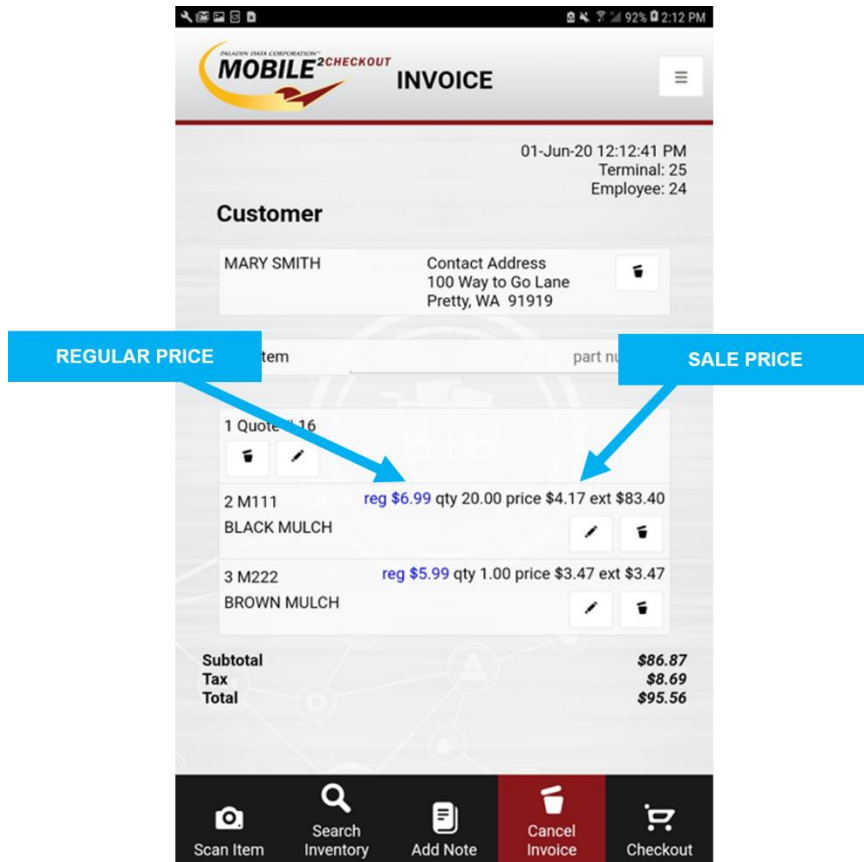 92% 2:12 PM
PALADIN DATA CORPORATION™
MOBILE²CHECKOUT
INVOICE
01-Jun-20 12:12:41 PM
Terminal: 25
Employee: 24
Customer
MARY SMITH
Contact Address
100 Way to Go Lane
Pretty, WA 91919
REGULAR PRICE
tem
part nu
SALE PRICE
1 Quote # 16
2 M111 reg $6.99 qty 20.00 price $4.17 ext $83.40
BLACK MULCH
3 M222 reg $5.99 qty 1.00 price $3.47 ext $3.47
BROWN MULCH
Subtotal $86.87
Tax $8.69
Total $95.56
Scan Item
Search Inventory
Add Note
Cancel Invoice
Checkout